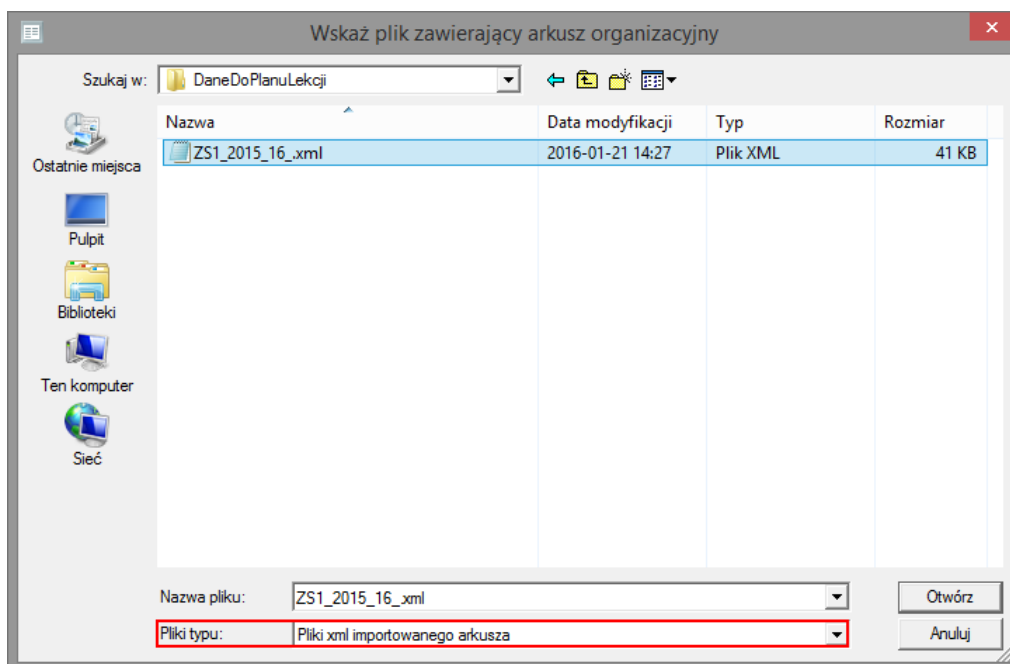 Wskaż plik zawierający arkusz organizacyjny
Szukaj w: DaneDoPlanuLekcji
Nazwa Data modyfikacji Typ Rozmiar
ZS1_2015_16_.xml 2016-01-21 14:27 Plik XML 41 KB
Ostatnie miejsca
Pulpit
Biblioteki
Ten komputer
Sieć
Nazwa pliku: ZS1_2015_16_.xml Otwórz
Pliki typu: Pliki xml importowanego arkusza Anuluj